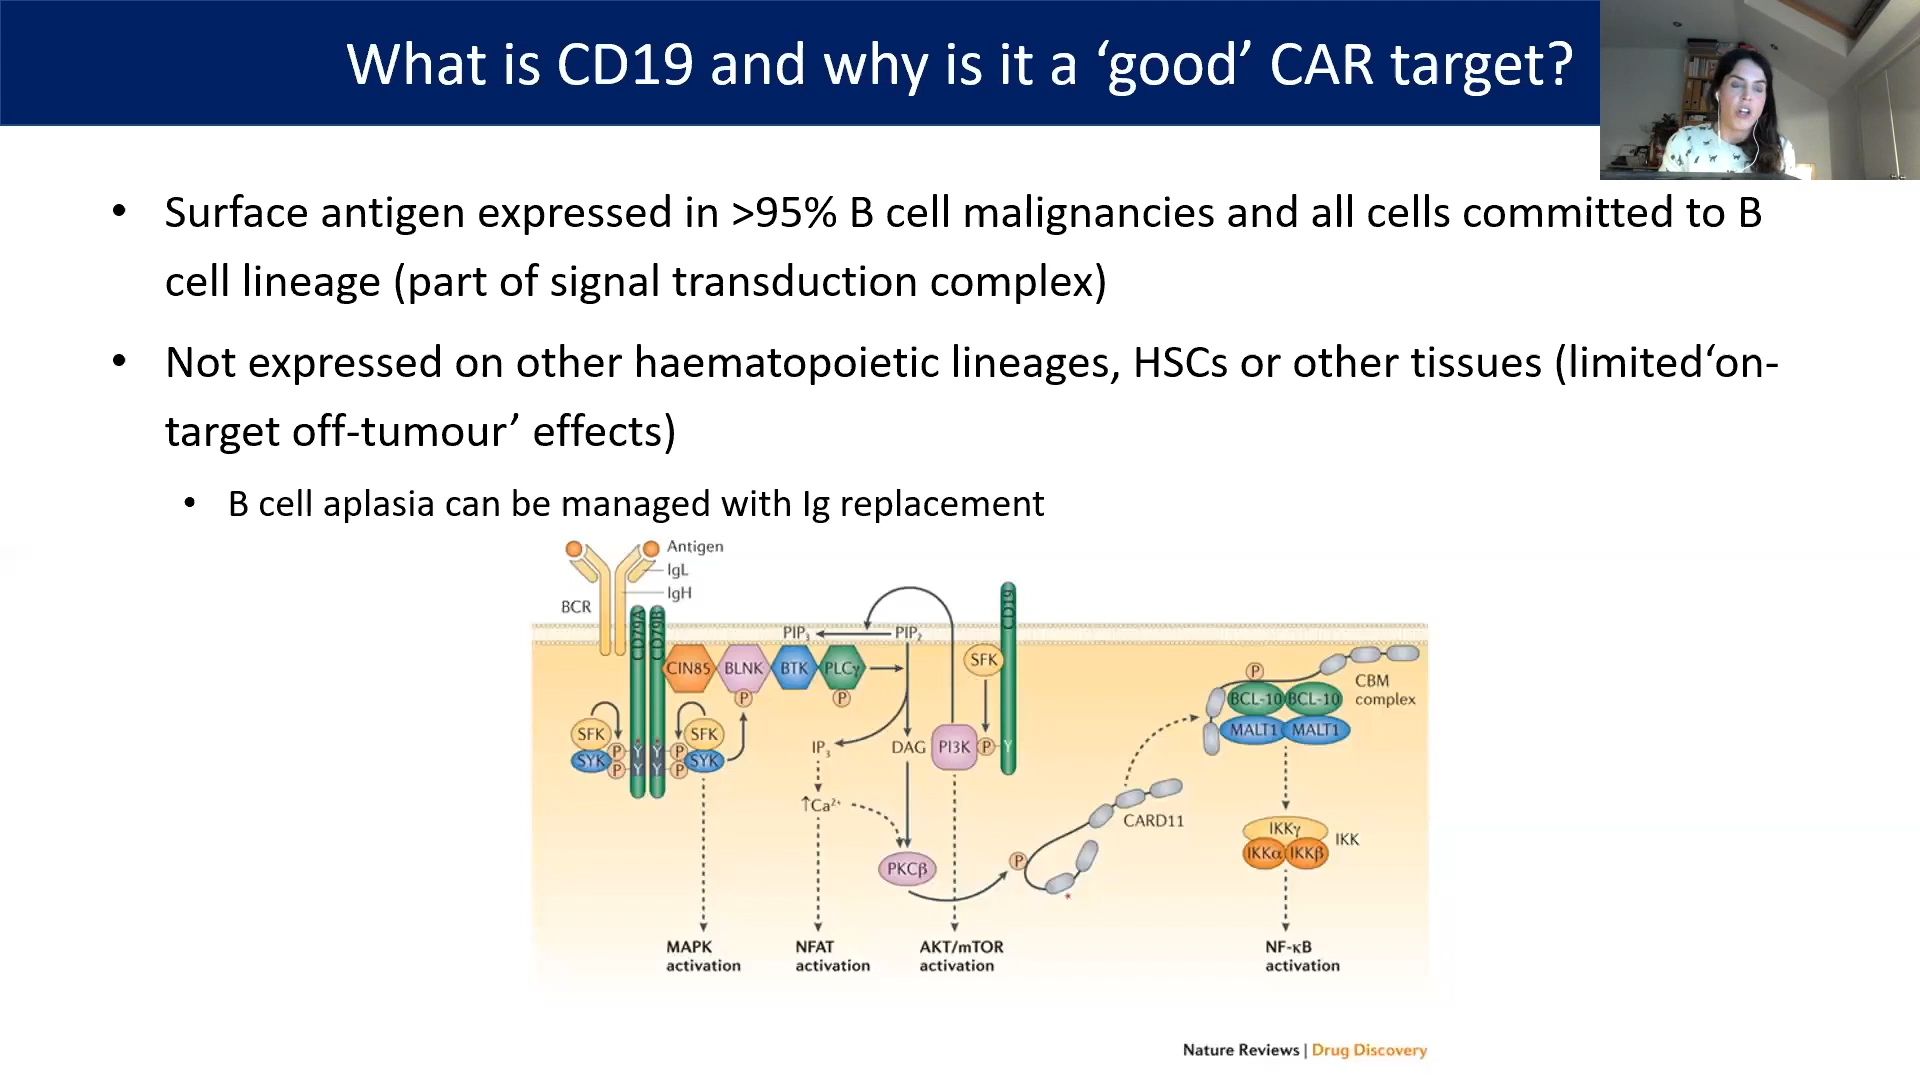 What is CD19 and why is it a ‘good’ CAR target?
• Surface antigen expressed in >95% B cell malignancies and all cells committed to B
cell lineage (part of signal transduction complex)
• Not expressed on other haematopoietic lineages, HSCs or other tissues (limited‘on-
target off-tumour’ effects)
• B cell aplasia can be managed with Ig replacement
Antigen
IgL
IgH
BCR
CD79A
CD79B
CD19
PIP3
PIP2
CIN85
BLNK
BTK
PLCγ
SFK
P
P
P
SFK
SFK
BCL-10
BCL-10
CBM
complex
MALT1
MALT1
SYK
P
P
Y
Y
Y
Y
P
P
SYK
IP3
DAG
PI3K
P
Y
↑Ca2+
CARD11
IKKγ
IKK
IKKα
IKKβ
PKCβ
P
*
MAPK
activation
NFAT
activation
AKT/mTOR
activation
NF-κB
activation
Nature Reviews | Drug Discovery